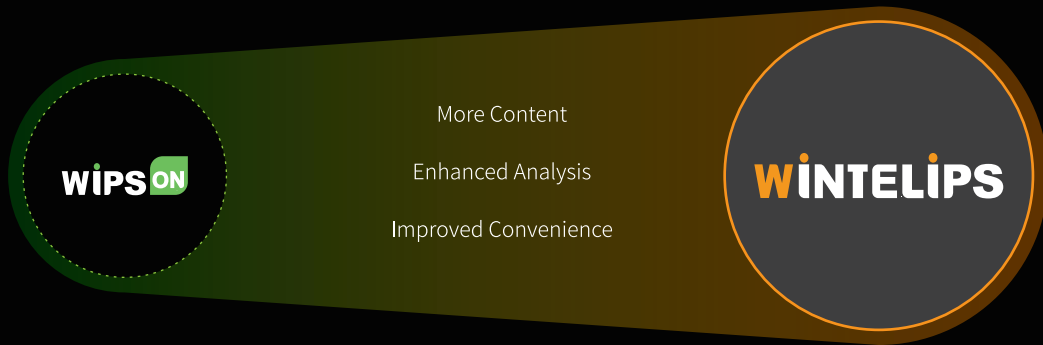 WiPS ON
More Content
Enhanced Analysis
Improved Convenience
WiNTELiPS